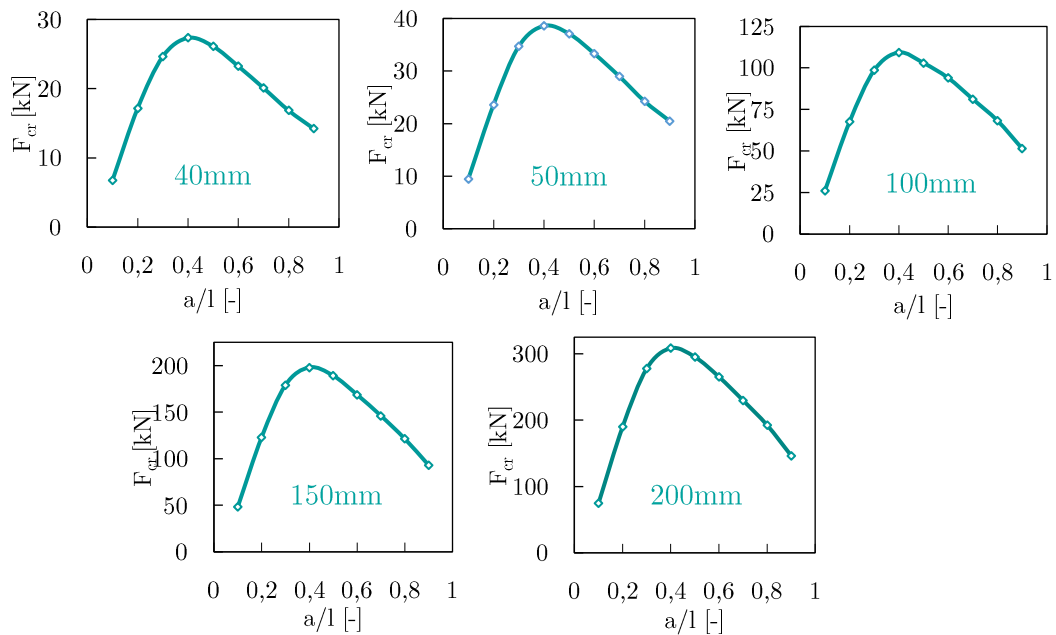 30
20
10
0
F_cr [kN]
40mm
0 0,2 0,4 0,6 0,8 1
a/l [-]
40
30
20
10
0
F_cr [kN]
50mm
0 0,2 0,4 0,6 0,8 1
a/l [-]
125
100
75
50
25
0
F_cr [kN]
100mm
0 0,2 0,4 0,6 0,8 1
a/l [-]
200
150
100
50
0
F_cr [kN]
150mm
0 0,2 0,4 0,6 0,8 1
a/l [-]
300
200
100
0
F_cr [kN]
200mm
0 0,2 0,4 0,6 0,8 1
a/l [-]